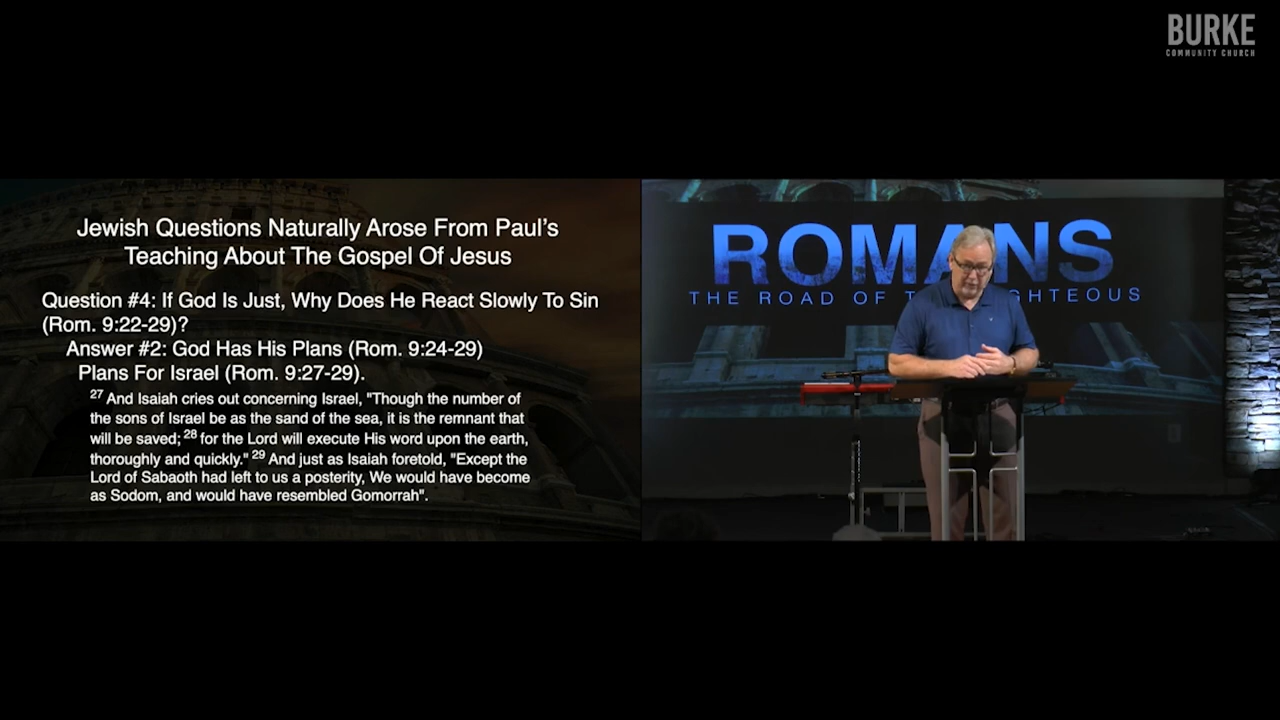 BURKE
COMMUNITY CHURCH
Jewish Questions Naturally Arose From Paul's
Teaching About The Gospel Of Jesus
Question #4: If God Is Just, Why Does He React Slowly To Sin
(Rom. 9:22-29)?
Answer #2: God Has His Plans (Rom. 9:24-29)
Plans For Israel (Rom. 9:27-29).
27 And Isaiah cries out concerning Israel, "Though the number of
the sons of Israel be as the sand of the sea, it is the remnant that
will be saved; 28 for the Lord will execute His word upon the earth,
thoroughly and quickly." 29 And just as Isaiah foretold, "Except the
Lord of Sabaoth had left to us a posterity, We would have become
as Sodom, and would have resembled Gomorrah".
ROMANS
THE ROAD OF T GHTEOUS